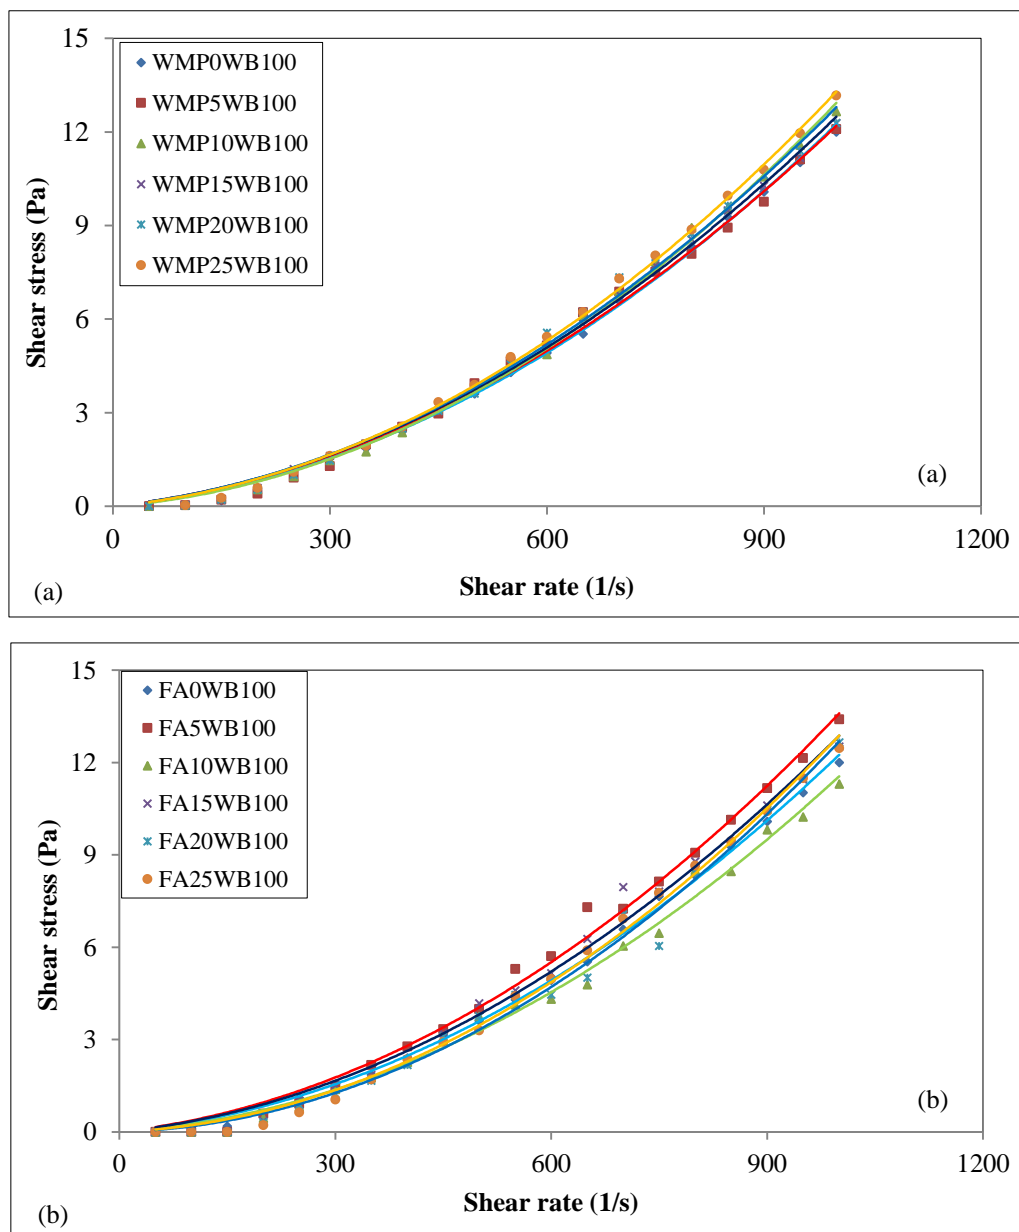 15
12
9
6
3
0
Shear stress (Pa)
WMP0WB100
WMP5WB100
WMP10WB100
WMP15WB100
WMP20WB100
WMP25WB100
(a)
0 300 600 900 1200
Shear rate (1/s)
(a)
15
12
9
6
3
0
Shear stress (Pa)
FA0WB100
FA5WB100
FA10WB100
FA15WB100
FA20WB100
FA25WB100
(b)
0 300 600 900 1200
Shear rate (1/s)
(b)